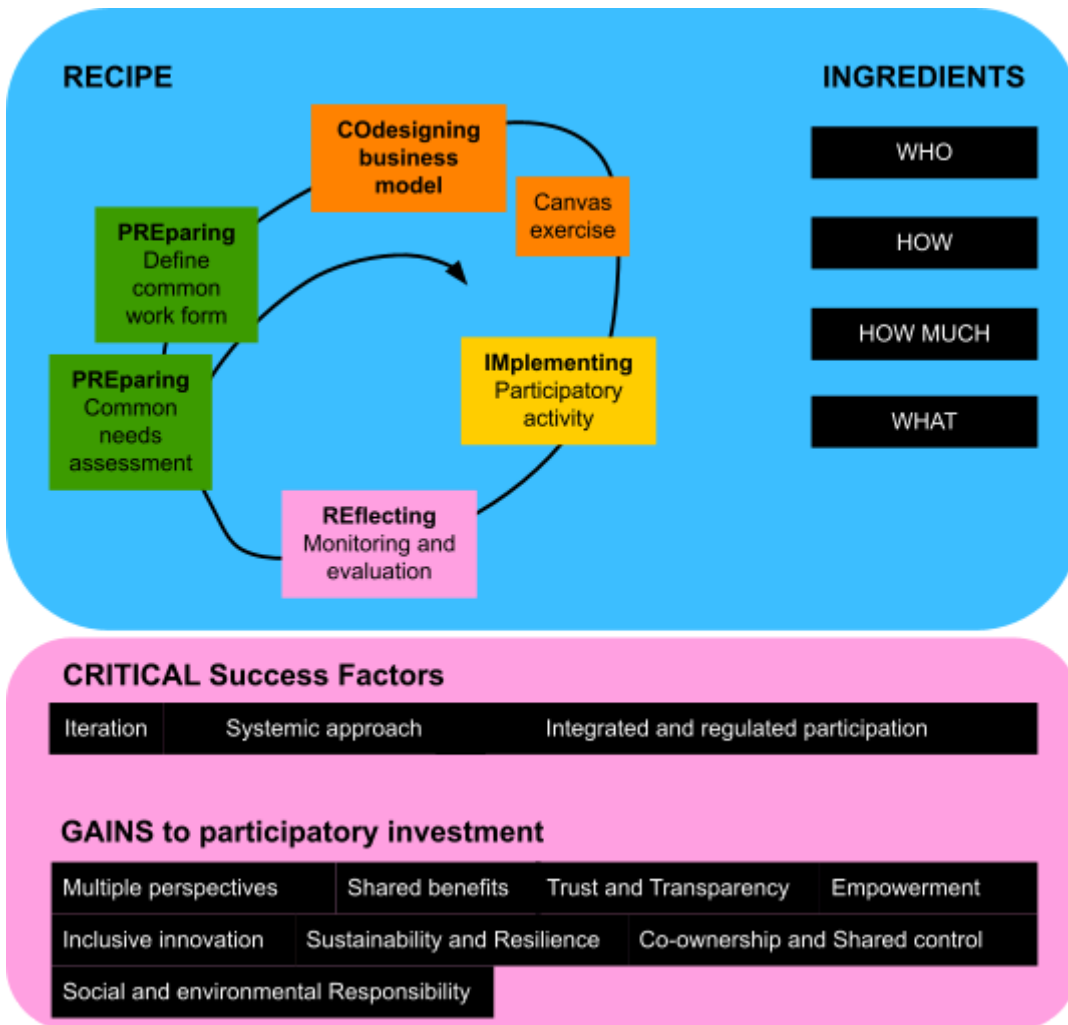 RECIPE
INGREDIENTS
COdesigning
business
model
Canvas
exercise
PREparing
Define
common
work form
PREparing
Common
needs
assessment
IMplementing
Participatory
activity
REflecting
Monitoring and
evaluation
WHO
HOW
HOW MUCH
WHAT
CRITICAL Success Factors
Iteration
Systemic approach
Integrated and regulated participation
GAINS to participatory investment
Multiple perspectives
Shared benefits
Trust and Transparency
Empowerment
Inclusive innovation
Sustainability and Resilience
Co-ownership and Shared control
Social and environmental Responsibility